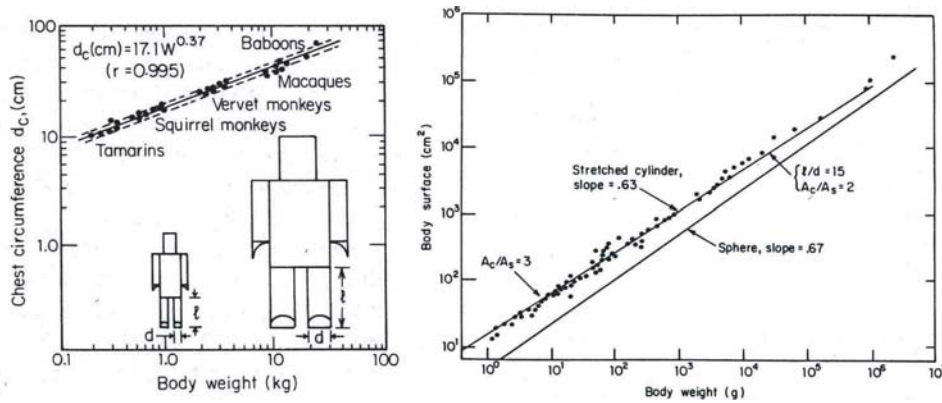 100
10
1.0
Chest circumference d_c,(cm)
d_c(cm)=17.1W^0.37
(r=0.995)
Baboons
Macaques
Vervet monkeys
Squirrel monkeys
Tamarins
ℓ
d
ℓ
d
0.1 1.0 10 100
Body weight (kg)
10^5
10^4
10^3
10^2
10^1
Body surface (cm^2)
Stretched cylinder,
slope = .63
{ℓ/d = 15
A_c/A_s = 2
Sphere, slope = .67
A_c/A_s = 3
10^0 10^1 10^2 10^3 10^4 10^5 10^6 10^7
Body weight (g)